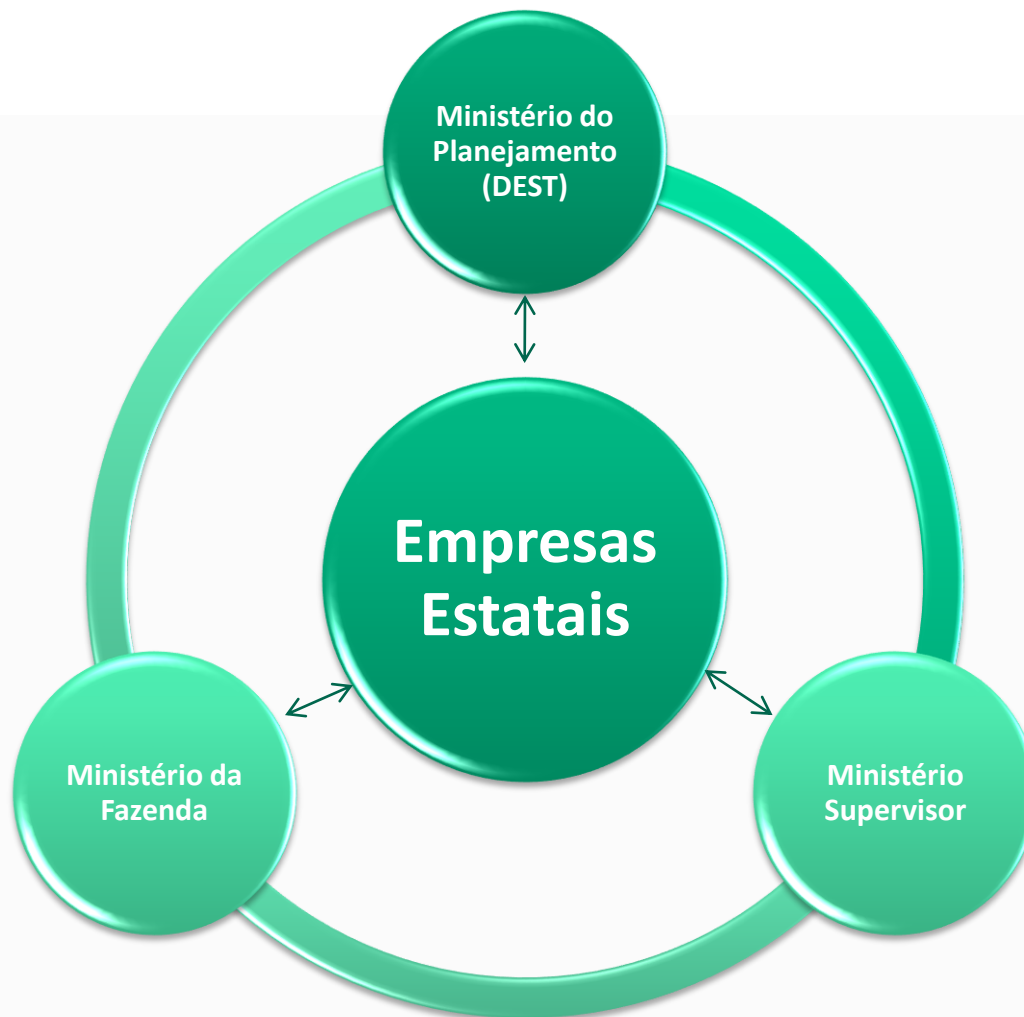 Ministério do
Planejamento
(DEST)
Empresas
Estatais
Ministério da
Fazenda
Ministério
Supervisor